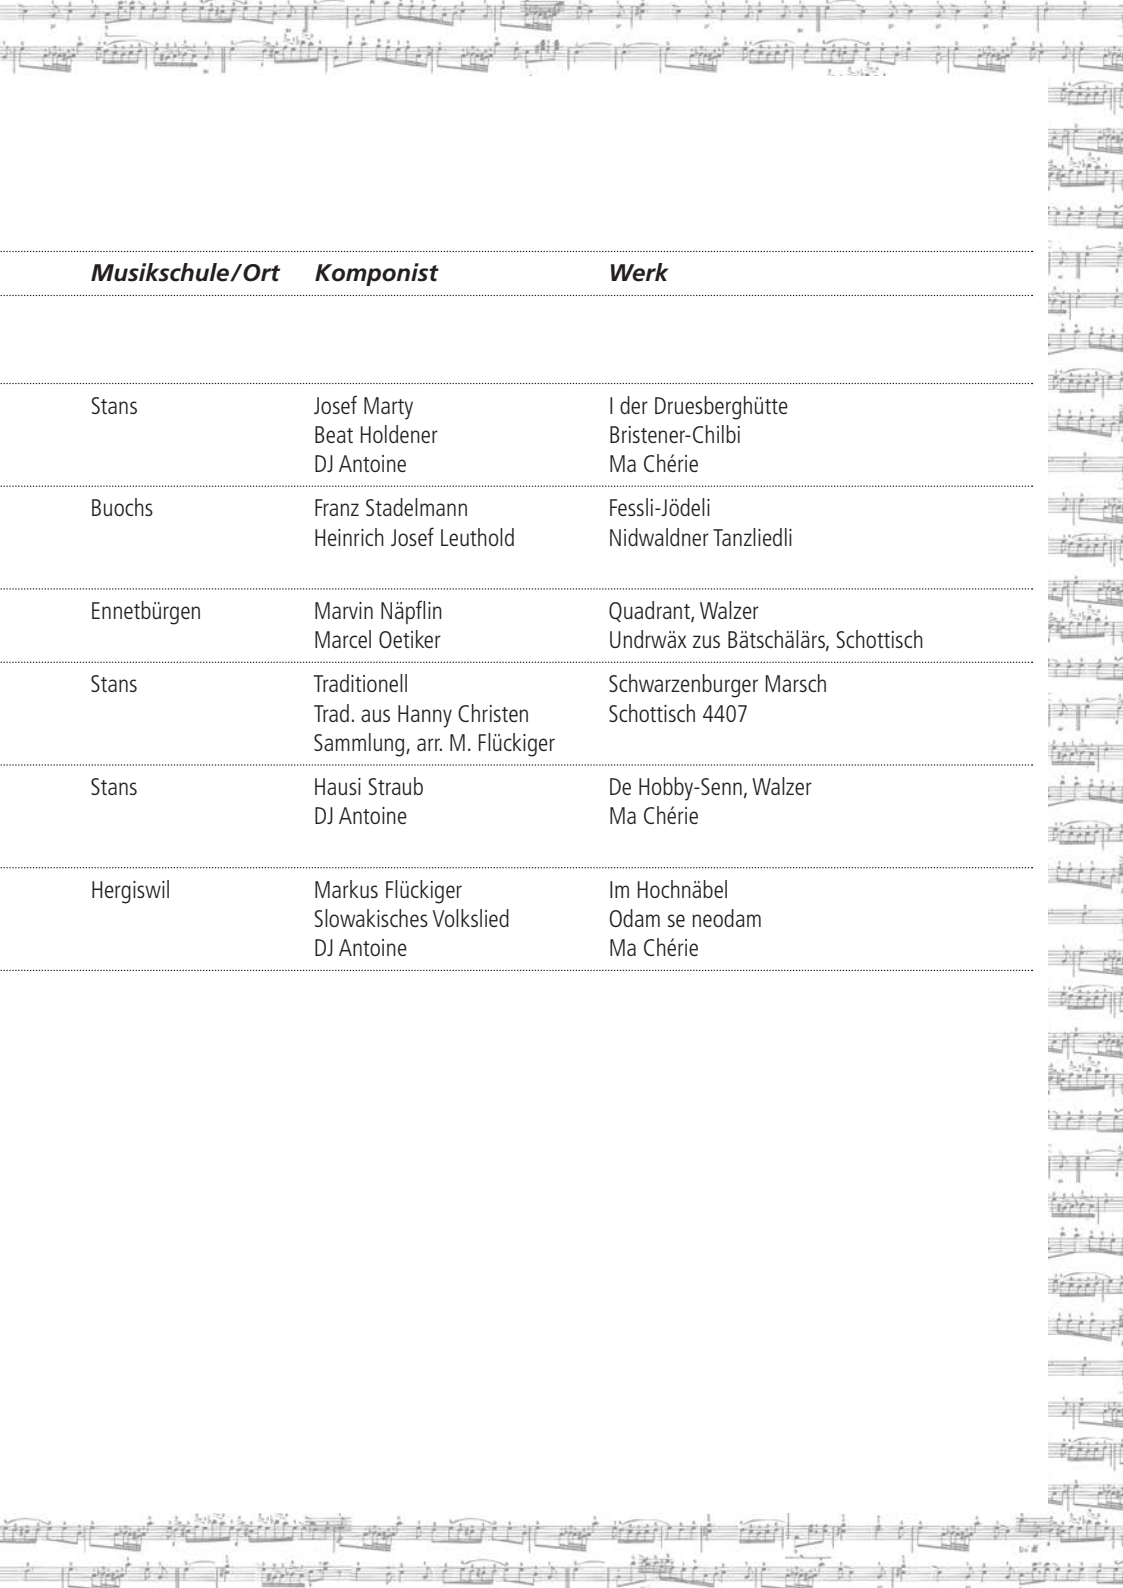 Musikschule/Ort Komponist Werk
Stans Josef Marty I der Druesberghütte
Beat Holdener Bristener-Chilbi
DJ Antoine Ma Chérie
Buochs Franz Stadelmann Fessli-Jödeli
Heinrich Josef Leuthold Nidwaldner Tanzliedli
Ennetbürgen Marvin Näpflin Quadrant, Walzer
Marcel Oetiker Undrwäx zus Bätschälärs, Schottisch
Stans Traditionell Schwarzenburger Marsch
Trad. aus Hanny Christen Schottisch 4407
Sammlung, arr. M. Flückiger
Stans Hausi Straub De Hobby-Senn, Walzer
DJ Antoine Ma Chérie
Hergiswil Markus Flückiger Im Hochnäbel
Slowakisches Volkslied Odam se neodam
DJ Antoine Ma Chérie